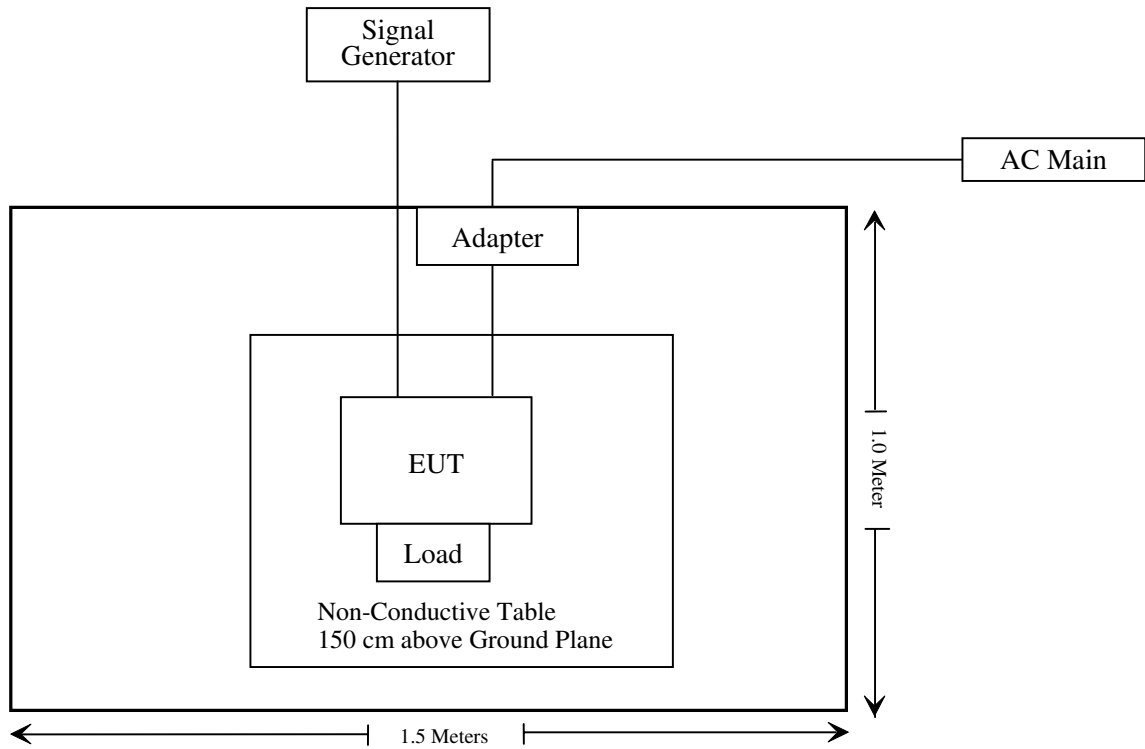 Signal
Generator
AC Main
Adapter
EUT
Load
Non-Conductive Table
150 cm above Ground Plane
1.0 Meter
1.5 Meters